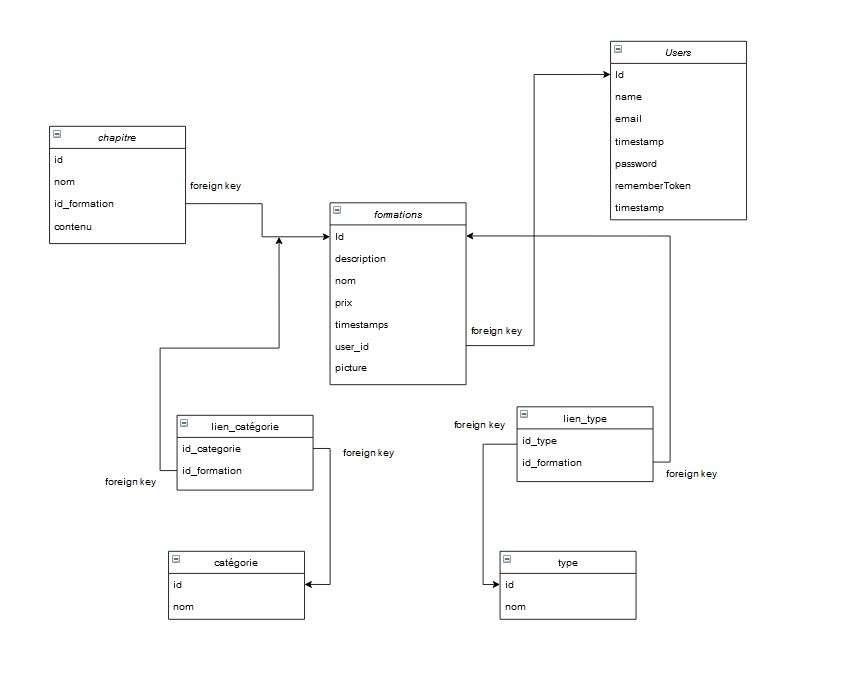 Users
Id
name
email
timestamp
password
rememberToken
timestamp
chapitre
id
nom
id_formation
contenu
foreign key
formations
Id
description
nom
prix
timestamps
user_id
picture
foreign key
lien_catégorie
id_categorie
id_formation
foreign key
foreign key
lien_type
id_type
id_formation
foreign key
foreign key
catégorie
id
nom
type
id
nom